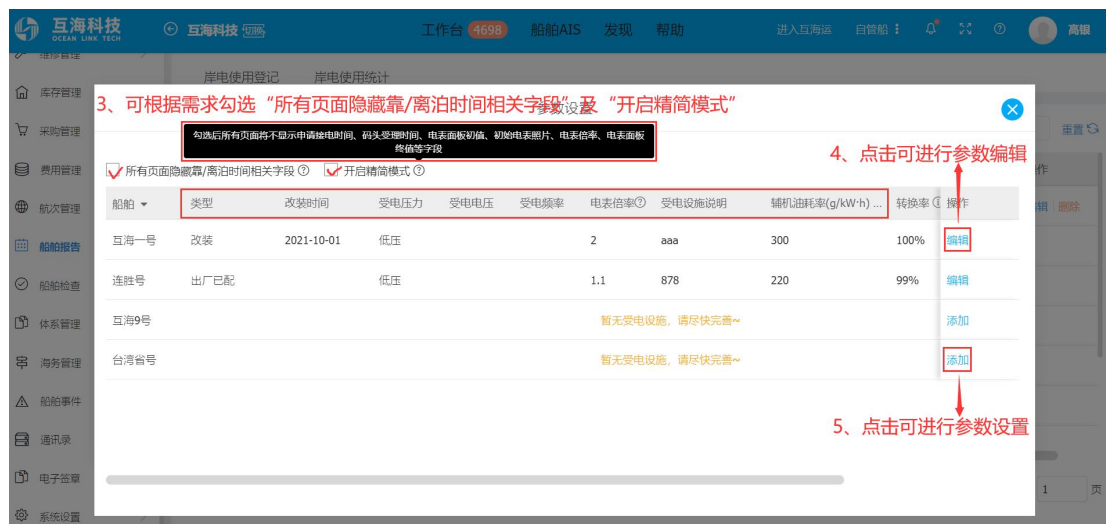 互海科技
OCEAN LINK TECH
互海科技 切换
工作台 4698 船舶AIS 发现 帮助
进入互海运 自管船 高银
维修管理
岸电使用登记 岸电使用统计
库存管理
3、可根据需求勾选“所有页面隐藏靠/离泊时间相关字段”及“开启精简模式”
参数设置
采购管理
重置
勾选后所有页面将不显示申请接电时间、码头受理时间、电表面板初值、初始电表照片、电表倍率、电表面板
终值等字段
4、点击可进行参数编辑
费用管理
所有页面隐藏靠/离泊时间相关字段 开启精简模式
作
航次管理
船舶 类型 改装时间 受电压力 受电电压 受电频率 电表倍率 受电设施说明 辅机油耗率(g/kW·h) ... 转换率 操作
编辑 删除
船舶报告
互海一号 改装 2021-10-01 低压 2 aaa 300 100% 编辑
船舶检查
连胜号 出厂已配 低压 1.1 878 220 99% 编辑
体系管理
互海9号 暂无受电设施，请尽快完善~ 添加
海务管理
台湾省号 暂无受电设施，请尽快完善~ 添加
船舶事件
5、点击可进行参数设置
通讯录
电子签章
1 页
系统设置